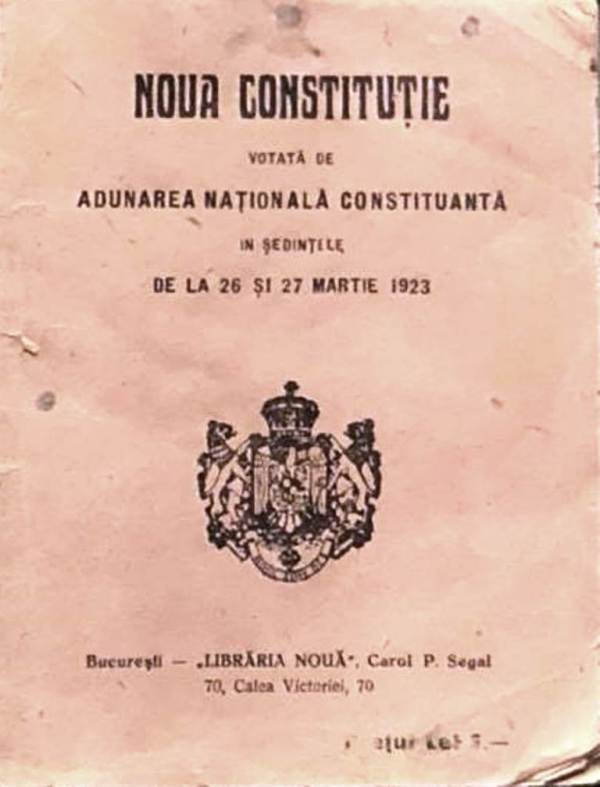 NOUA CONSTITUȚIE
VOTATĂ DE
ADUNAREA NAȚIONALĂ CONSTITUANTĂ
IN ȘEDINȚELE
DE LA 26 ȘI 27 MARTIE 1923
București — „LIBRĂRIA NOUĂ", Carol P. Segal
70, Calea Victoriei, 70